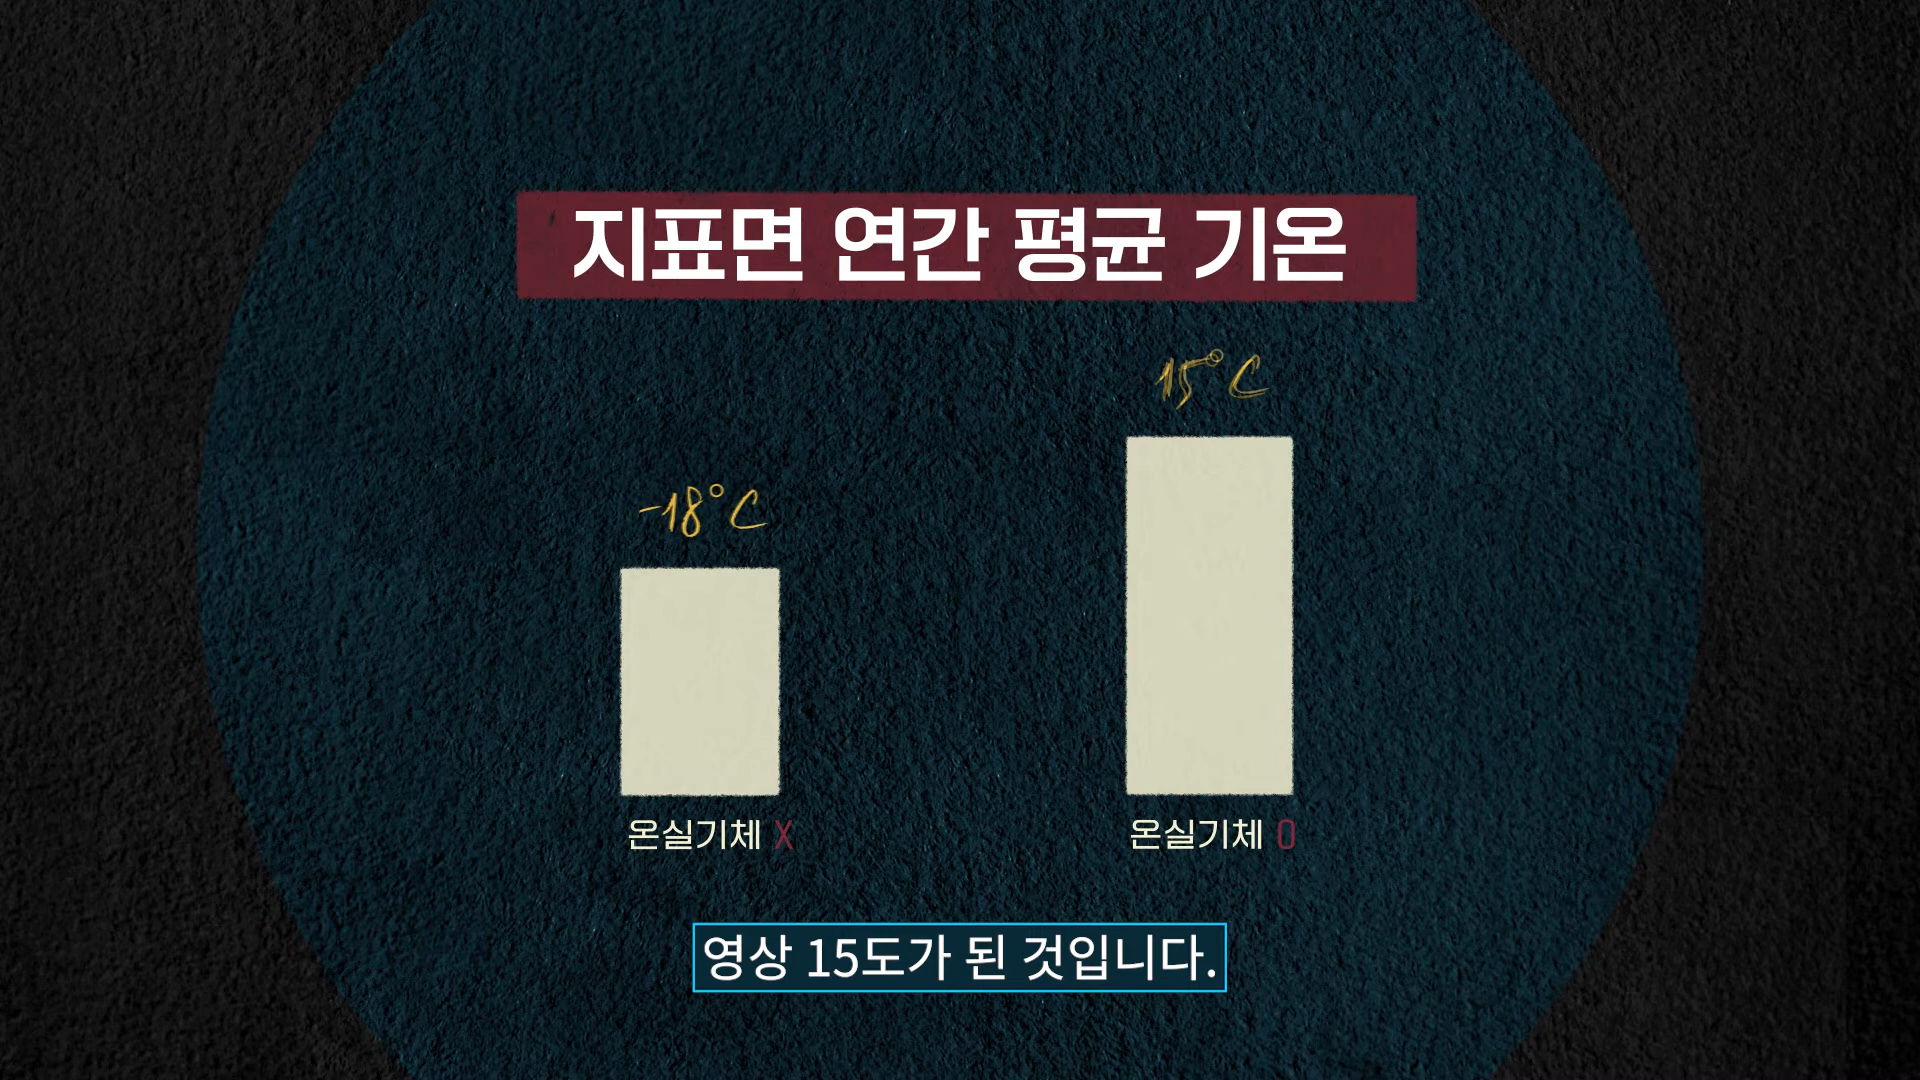 지표면 연간 평균 기온
15°C
-18°C
온실기체 X
온실기체 O
영상 15도가 된 것입니다.